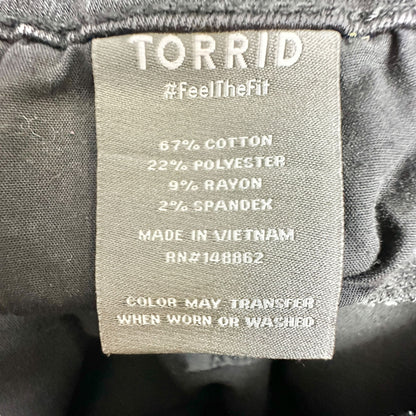 TORRID
#FeelTheFit
67% COTTON
22% POLYESTER
9% RAYON
2% SPANDEX
MADE IN VIETNAM
RN#148862
COLOR MAY TRANSFER
WHEN WORN OR WASHED